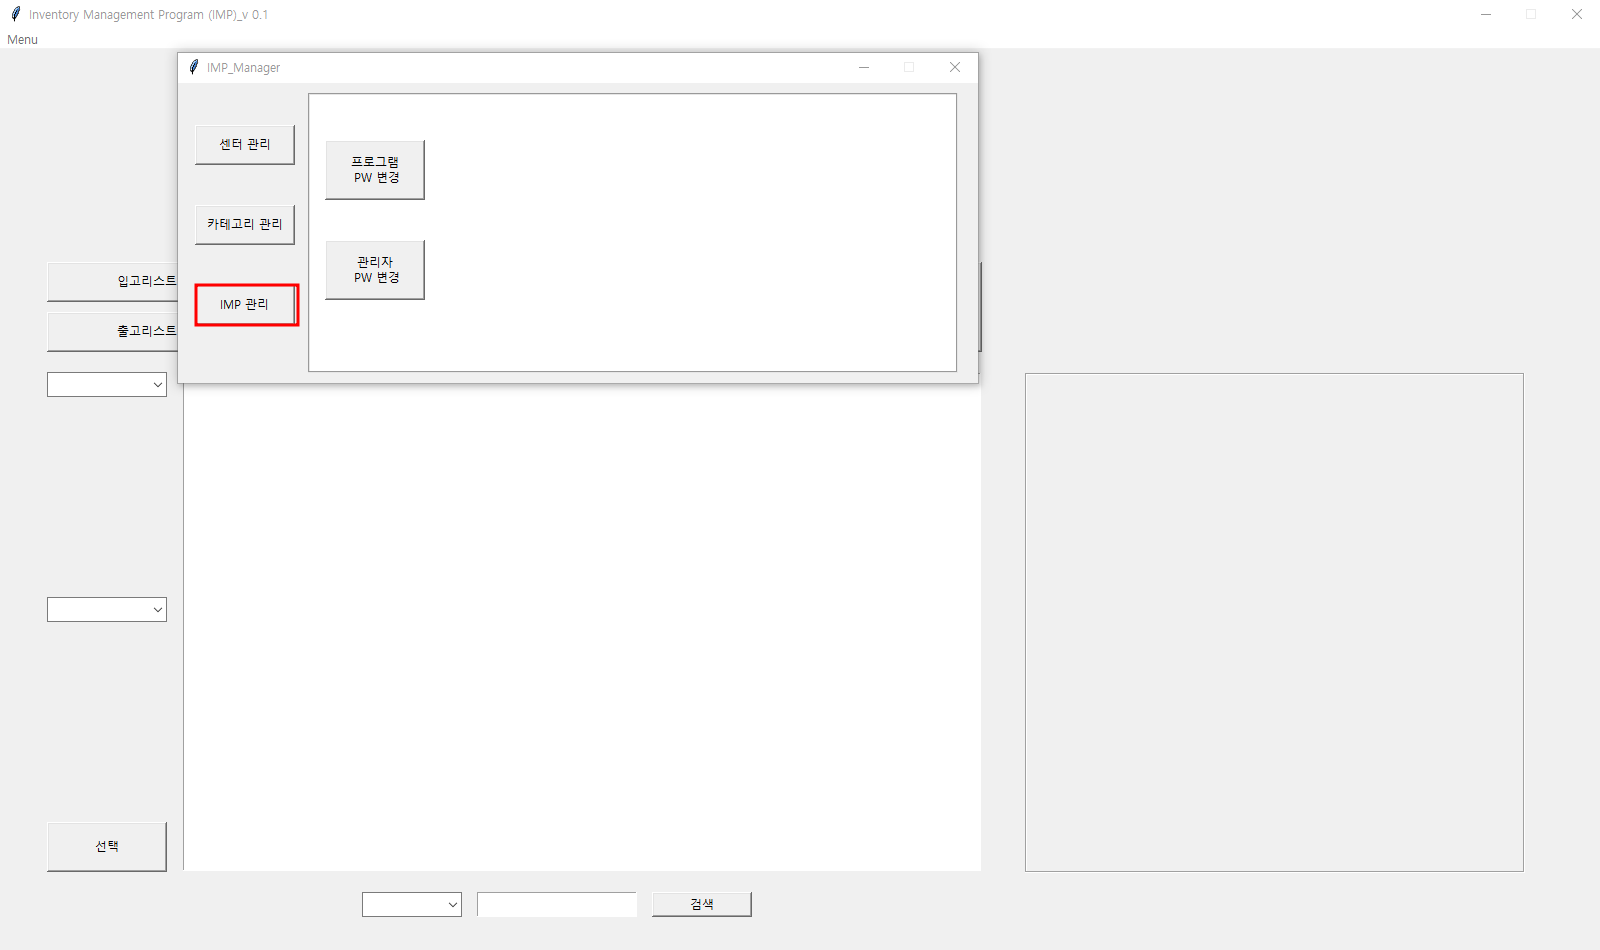 Inventory Management Program (IMP)_v 0.1
Menu
IMP_Manager
센터 관리
카테고리 관리
IMP 관리
프로그램
PW 변경
관리자
PW 변경
입고리스트
출고리스트
선택
검색